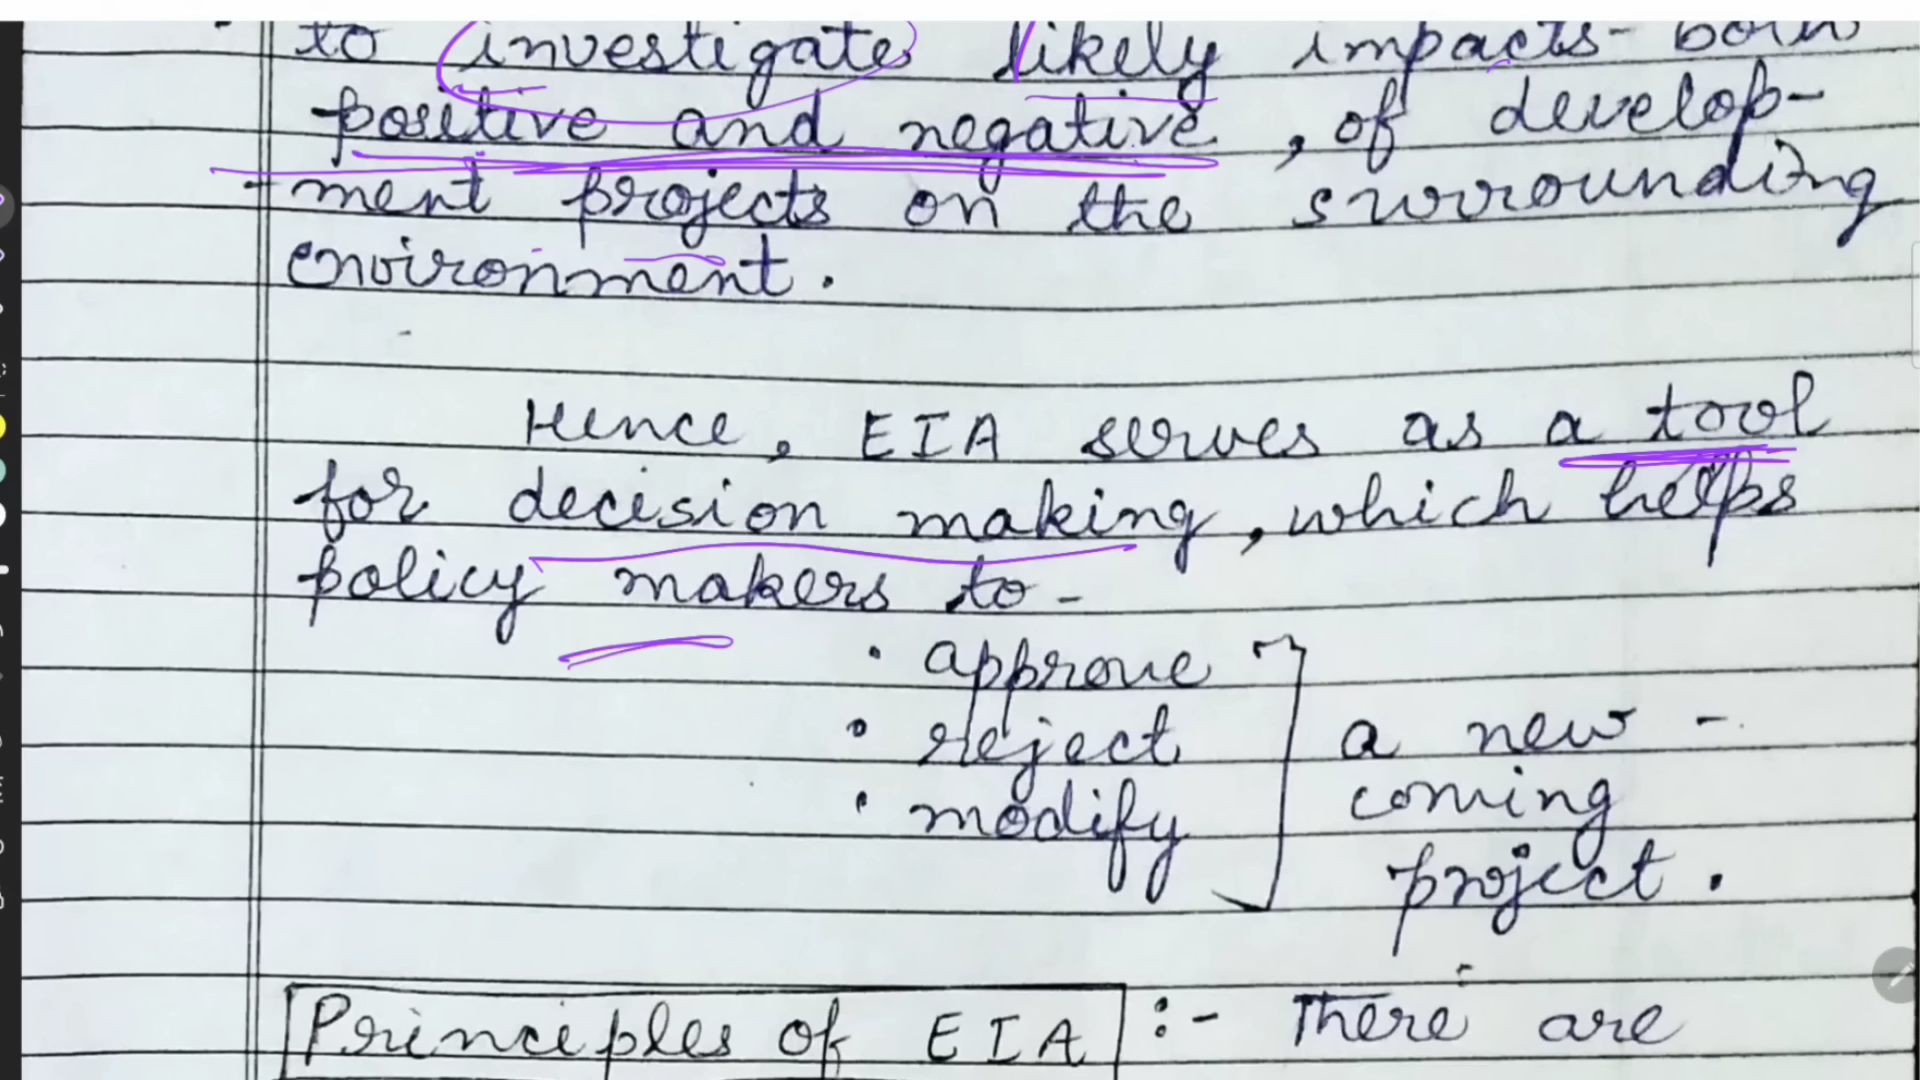 to investigate likely impacts- both
positive and negative, of develop-
-ment projects on the surrounding
environment.
Hence, EIA serves as a tool
for decision making, which helps
policy makers to -
• approve
• reject
• modify
a new -
coming
project.
Principles of EIA :- There are